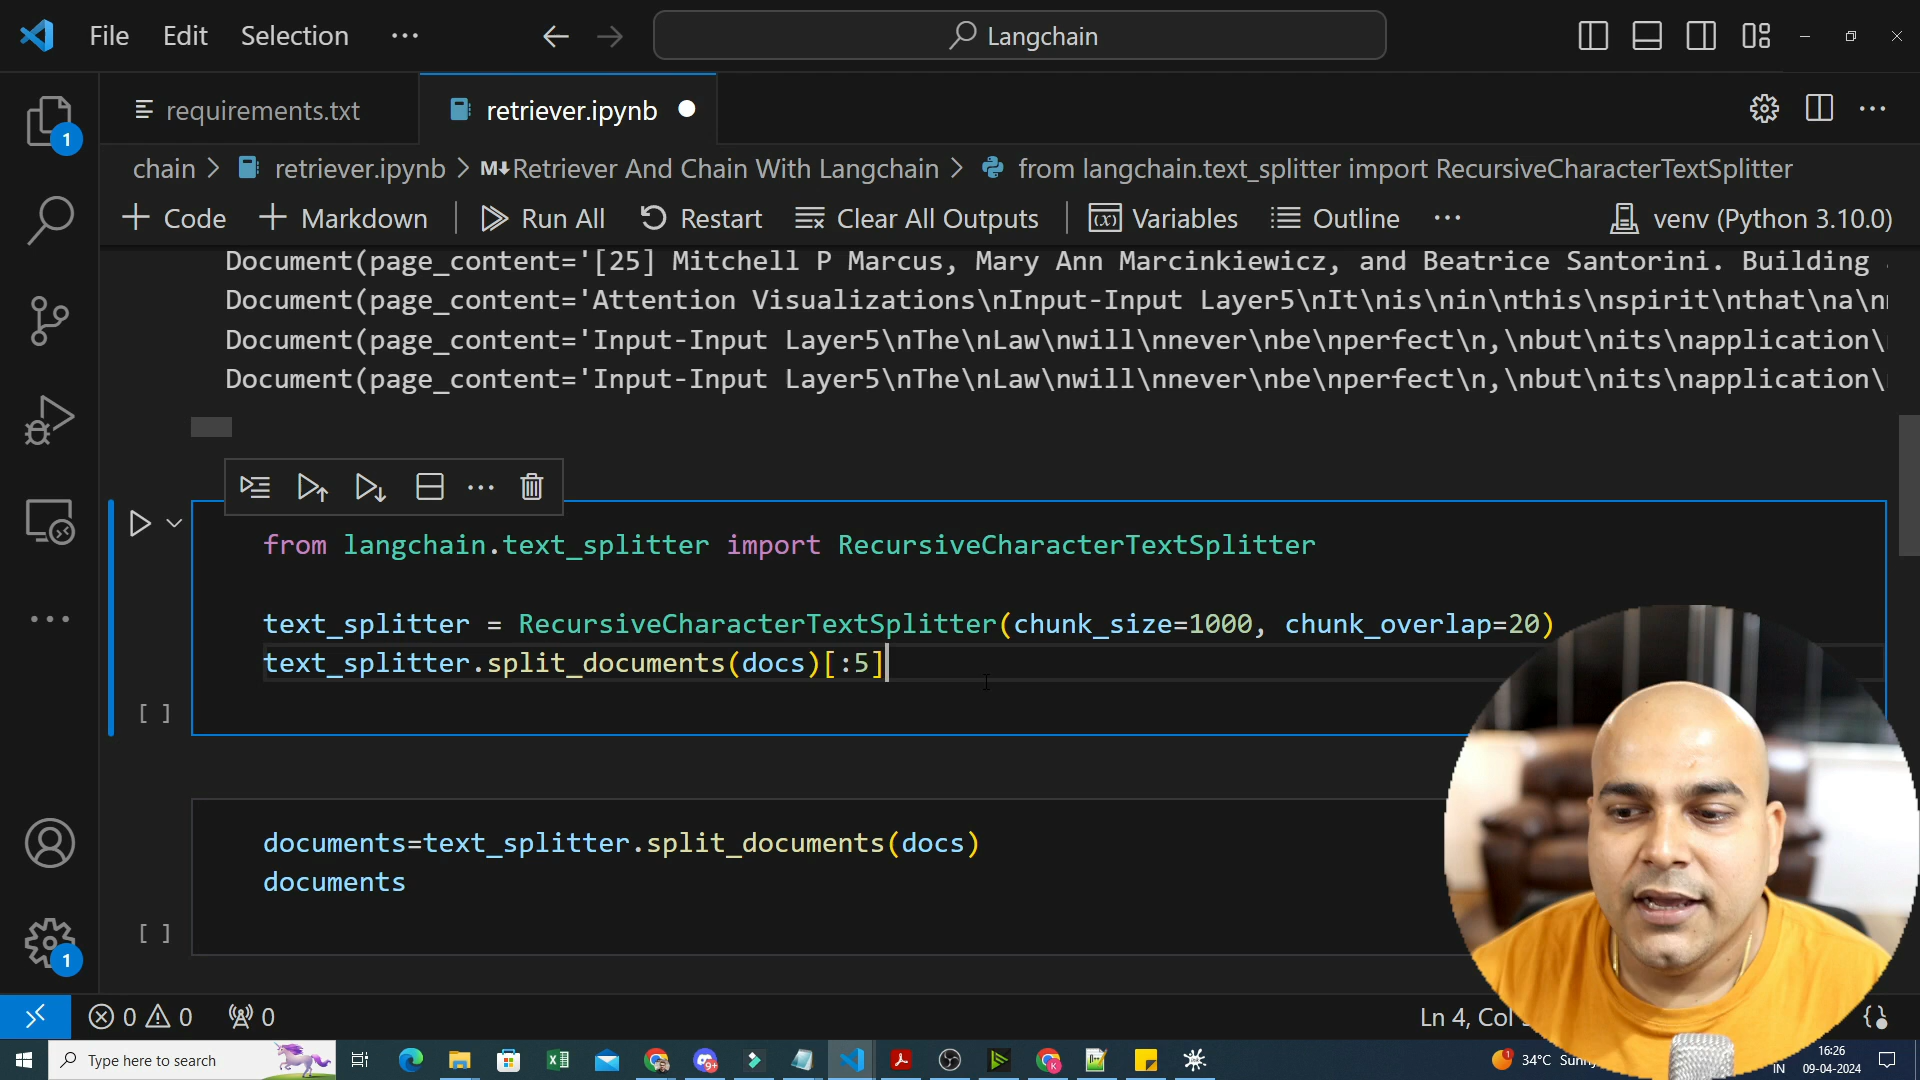 File Edit Selection ··· Langchain
requirements.txt retriever.ipynb
chain > retriever.ipynb > M↓Retriever And Chain With Langchain > from langchain.text_splitter import RecursiveCharacterTextSplitter
+ Code + Markdown Run All Restart Clear All Outputs (x) Variables Outline ··· venv (Python 3.10.0)
Document(page_content='[25] Mitchell P Marcus, Mary Ann Marcinkiewicz, and Beatrice Santorini. Building
Document(page_content='Attention Visualizations\nInput-Input Layer5\nIt\nis\nin\nthis\nspirit\nthat\na\n
Document(page_content='Input-Input Layer5\nThe\nLaw\nwill\nnever\nbe\nperfect\n,\nbut\nits\napplication\
Document(page_content='Input-Input Layer5\nThe\nLaw\nwill\nnever\nbe\nperfect\n,\nbut\nits\napplication\
from langchain.text_splitter import RecursiveCharacterTextSplitter
text_splitter = RecursiveCharacterTextSplitter(chunk_size=1000, chunk_overlap=20)
text_splitter.split_documents(docs)[:5]
[ ]
documents=text_splitter.split_documents(docs)
documents
[ ]
1
1
0 0 0 Ln 4, Col
Type here to search 9+ 1 34°C IN 16:26
09-04-2024